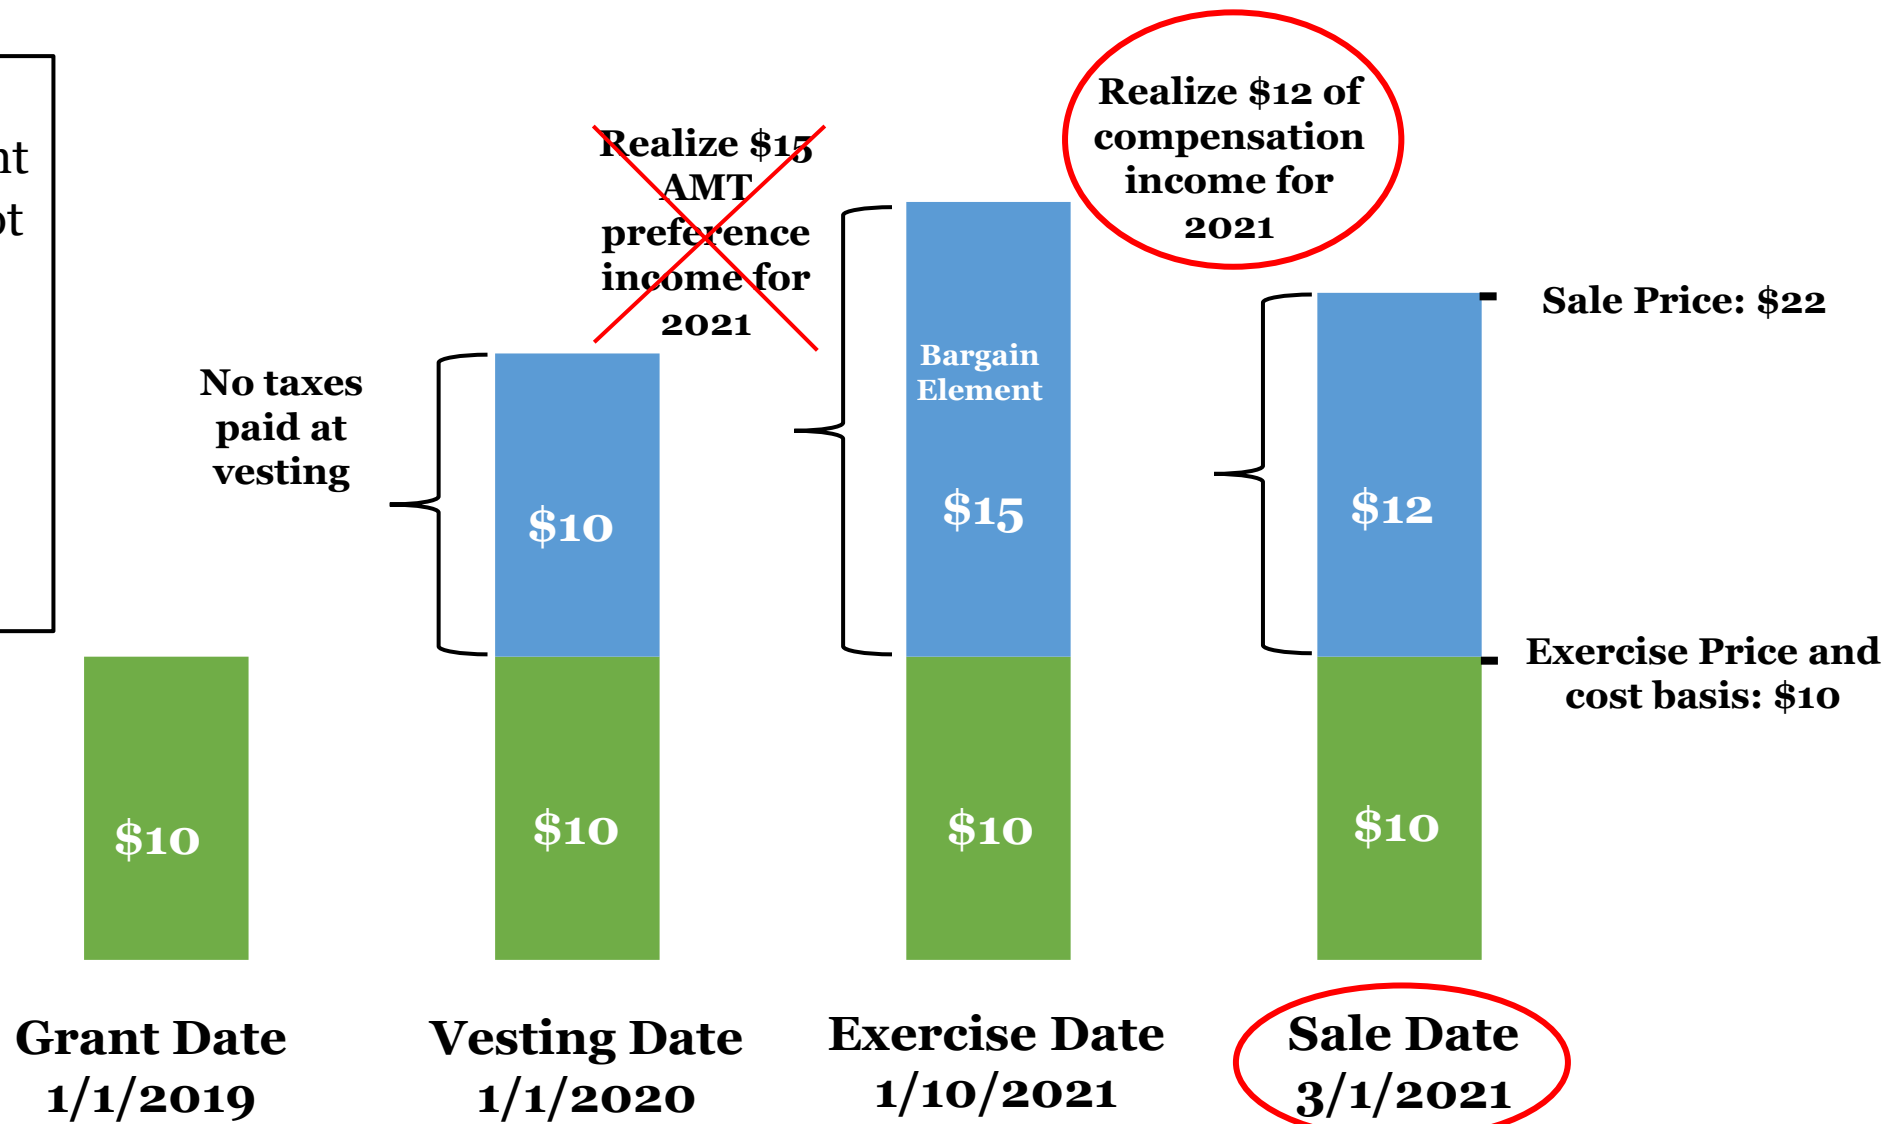 Realize $12 of
compensation
income for
2021
Realize $15
AMT
preference
income for
2021
Sale Price: $22
Bargain
Element
No taxes
paid at
vesting
$10
$15
$12
Exercise Price and
cost basis: $10
$10
$10
$10
$10
Grant Date
1/1/2019
Vesting Date
1/1/2020
Exercise Date
1/10/2021
Sale Date
3/1/2021